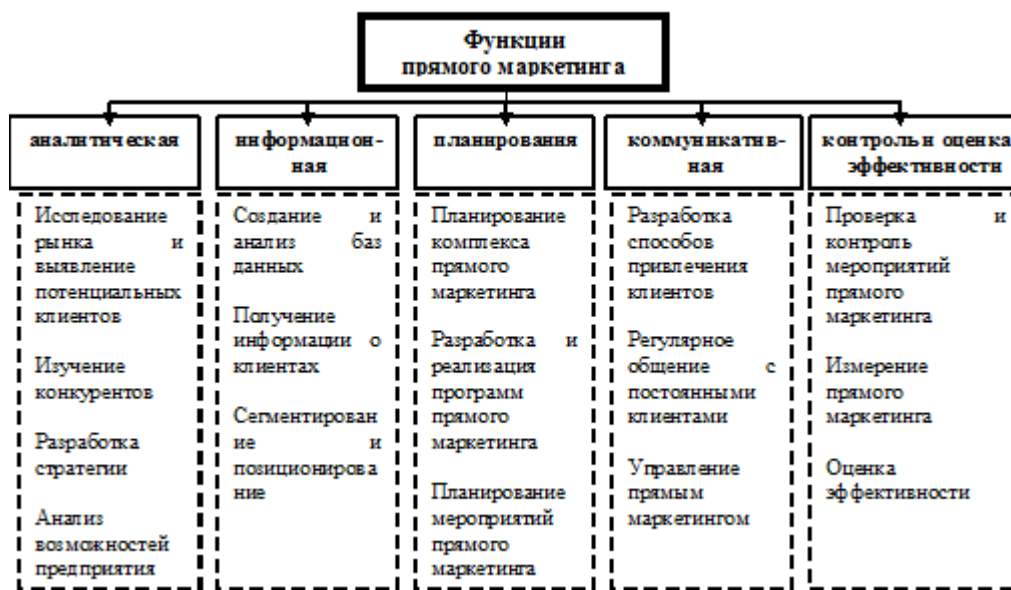 Функции
прямого маркетинга
аналитическая
информацион-
ная
планирования
коммуникатив-
ная
контроль и оценка
эффективности
Исследование
рынка и
выявление
потенциальных
клиентов
Изучение
конкурентов
Разработка
стратегии
Анализ
возможностей
предприятия
Создание и
анализ баз
данных
Получение
информации о
клиентах
Сегментирован
ие и
позициониров
ние
Планирование
комплекса
прямого
маркетинга
Разработка и
реализация
программ
прямого
маркетинга
Планирование
мероприятий
прямого
маркетинга
Разработка
способов
привлечения
клиентов
Регулярное
общение с
постоянными
клиентами
Управление
прямым
маркетингом
Проверка и
контроль
мероприятий
прямого
маркетинга
Измерение
прямого
маркетинга
Оценка
эффективности